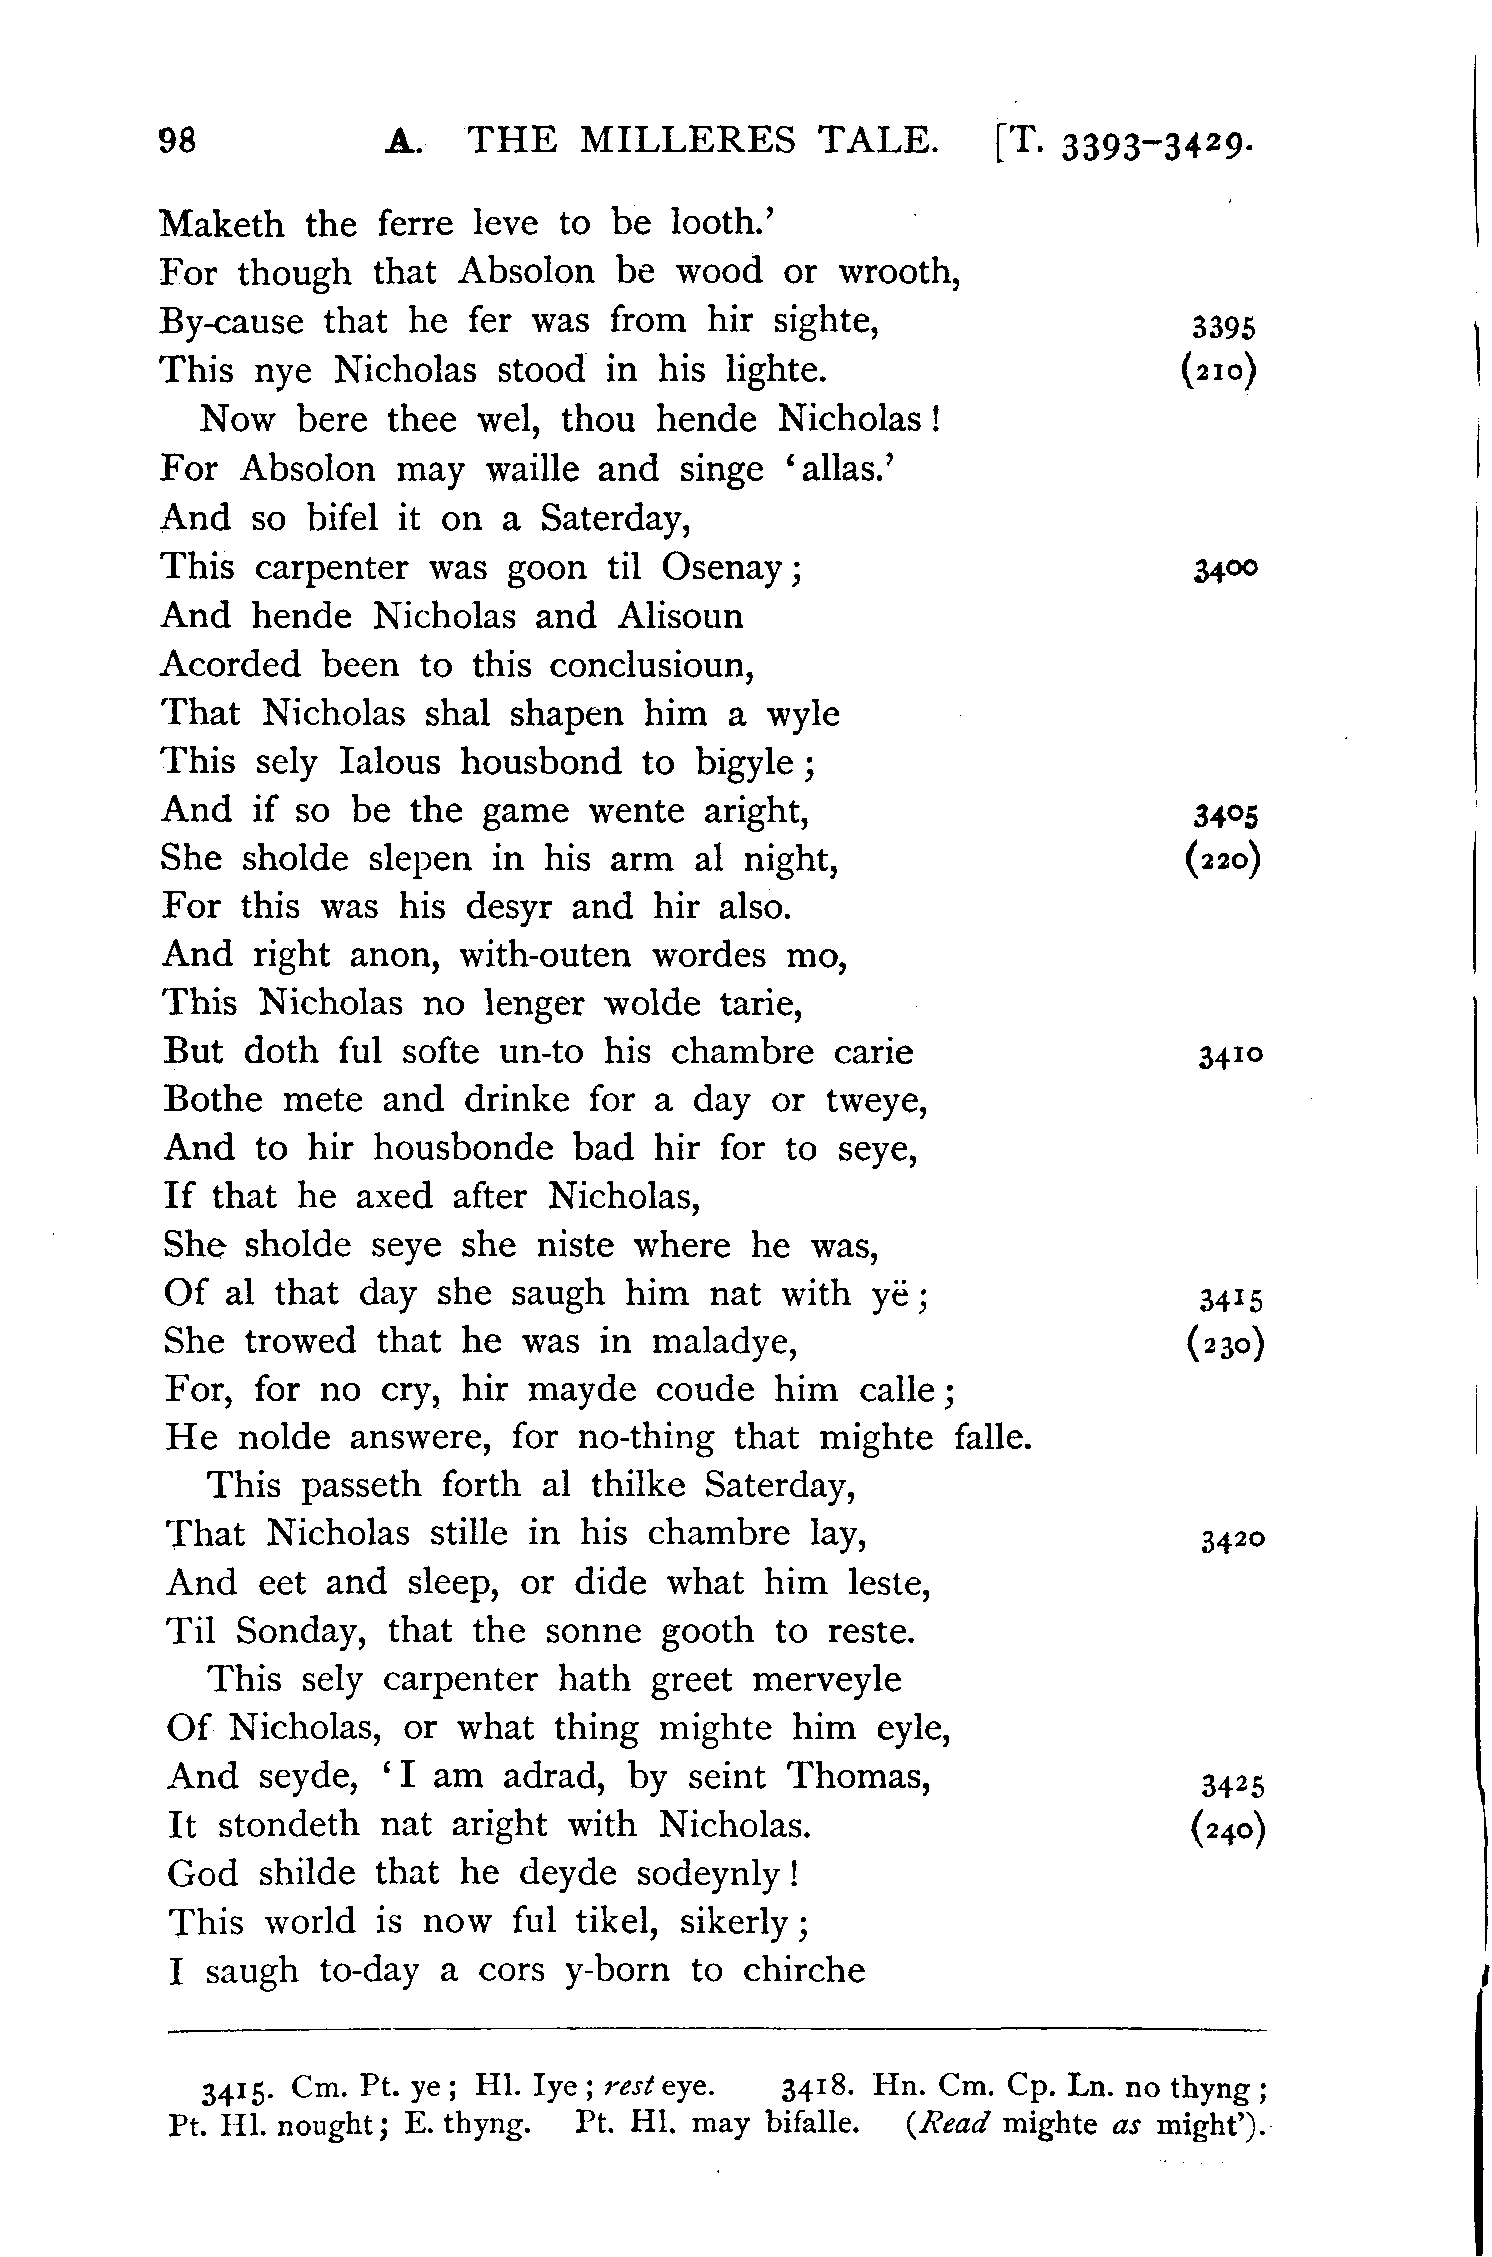 98 A. THE MILLERES TALE. [T. 3393-3429.
Maketh the ferre leve to be looth.’
For though that Absolon be wood or wrooth,
By-cause that he fer was from hir sighte, 3395
This nye Nicholas stood in his lighte. (210)
Now bere thee wel, thou hende Nicholas !
For Absolon may waille and singe ‘allas.’
And so bifel it on a Saterday,
This carpenter was goon til Osenay ; 3400
And hende Nicholas and Alisoun
Acorded been to this conclusioun,
That Nicholas shal shapen him a wyle
This sely Ialous housbond to bigyle ;
And if so be the game wente aright, 3405
She sholde slepen in his arm al night, (220)
For this was his desyr and hir also.
And right anon, with-outen wordes mo,
This Nicholas no lenger wolde tarie,
But doth ful softe un-to his chambre carie 3410
Bothe mete and drinke for a day or tweye,
And to hir housbonde bad hir for to seye,
If that he axed after Nicholas,
She sholde seye she niste where he was,
Of al that day she saugh him nat with yë ; 3415
She trowed that he was in maladye, (230)
For, for no cry, hir mayde coude him calle ;
He nolde answere, for no-thing that mighte falle.
This passeth forth al thilke Saterday,
That Nicholas stille in his chambre lay, 3420
And eet and sleep, or dide what him leste,
Til Sonday, that the sonne gooth to reste.
This sely carpenter hath greet merveyle
Of Nicholas, or what thing mighte him eyle,
And seyde, ‘I am adrad, by seint Thomas, 3425
It stondeth nat aright with Nicholas. (240)
God shilde that he deyde sodeynly !
This world is now ful tikel, sikerly ;
I saugh to-day a cors y-born to chirche
3415. Cm. Pt. ye ; Hl. Iye ; rest eye. 3418. Hn. Cm. Cp. Ln. no thyng ;
Pt. Hl. nought ; E. thyng. Pt. Hl. may bifalle. (Read mighte as might’).